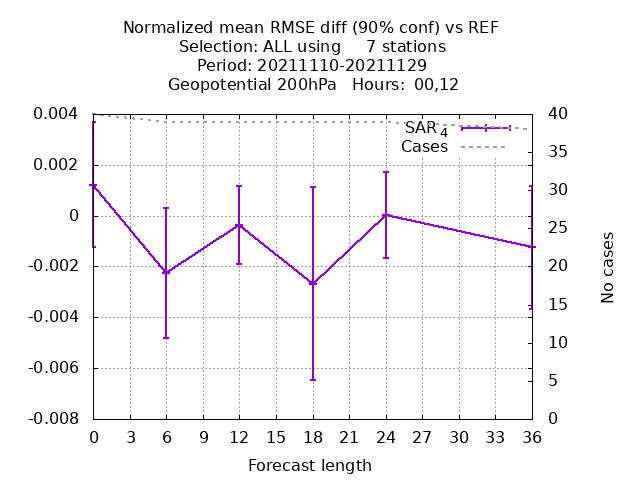 Normalized mean RMSE diff (90% conf) vs REF
Selection: ALL using     7 stations
Period: 20211110-20211129
Geopotential 200hPa   Hours: 00,12
0.004
0.002
0
-0.002
-0.004
-0.006
-0.008
SAR 4
Cases
40
35
30
25
20
15
10
5
0
No cases
0 3 6 9 12 15 18 21 24 27 30 33 36
Forecast length